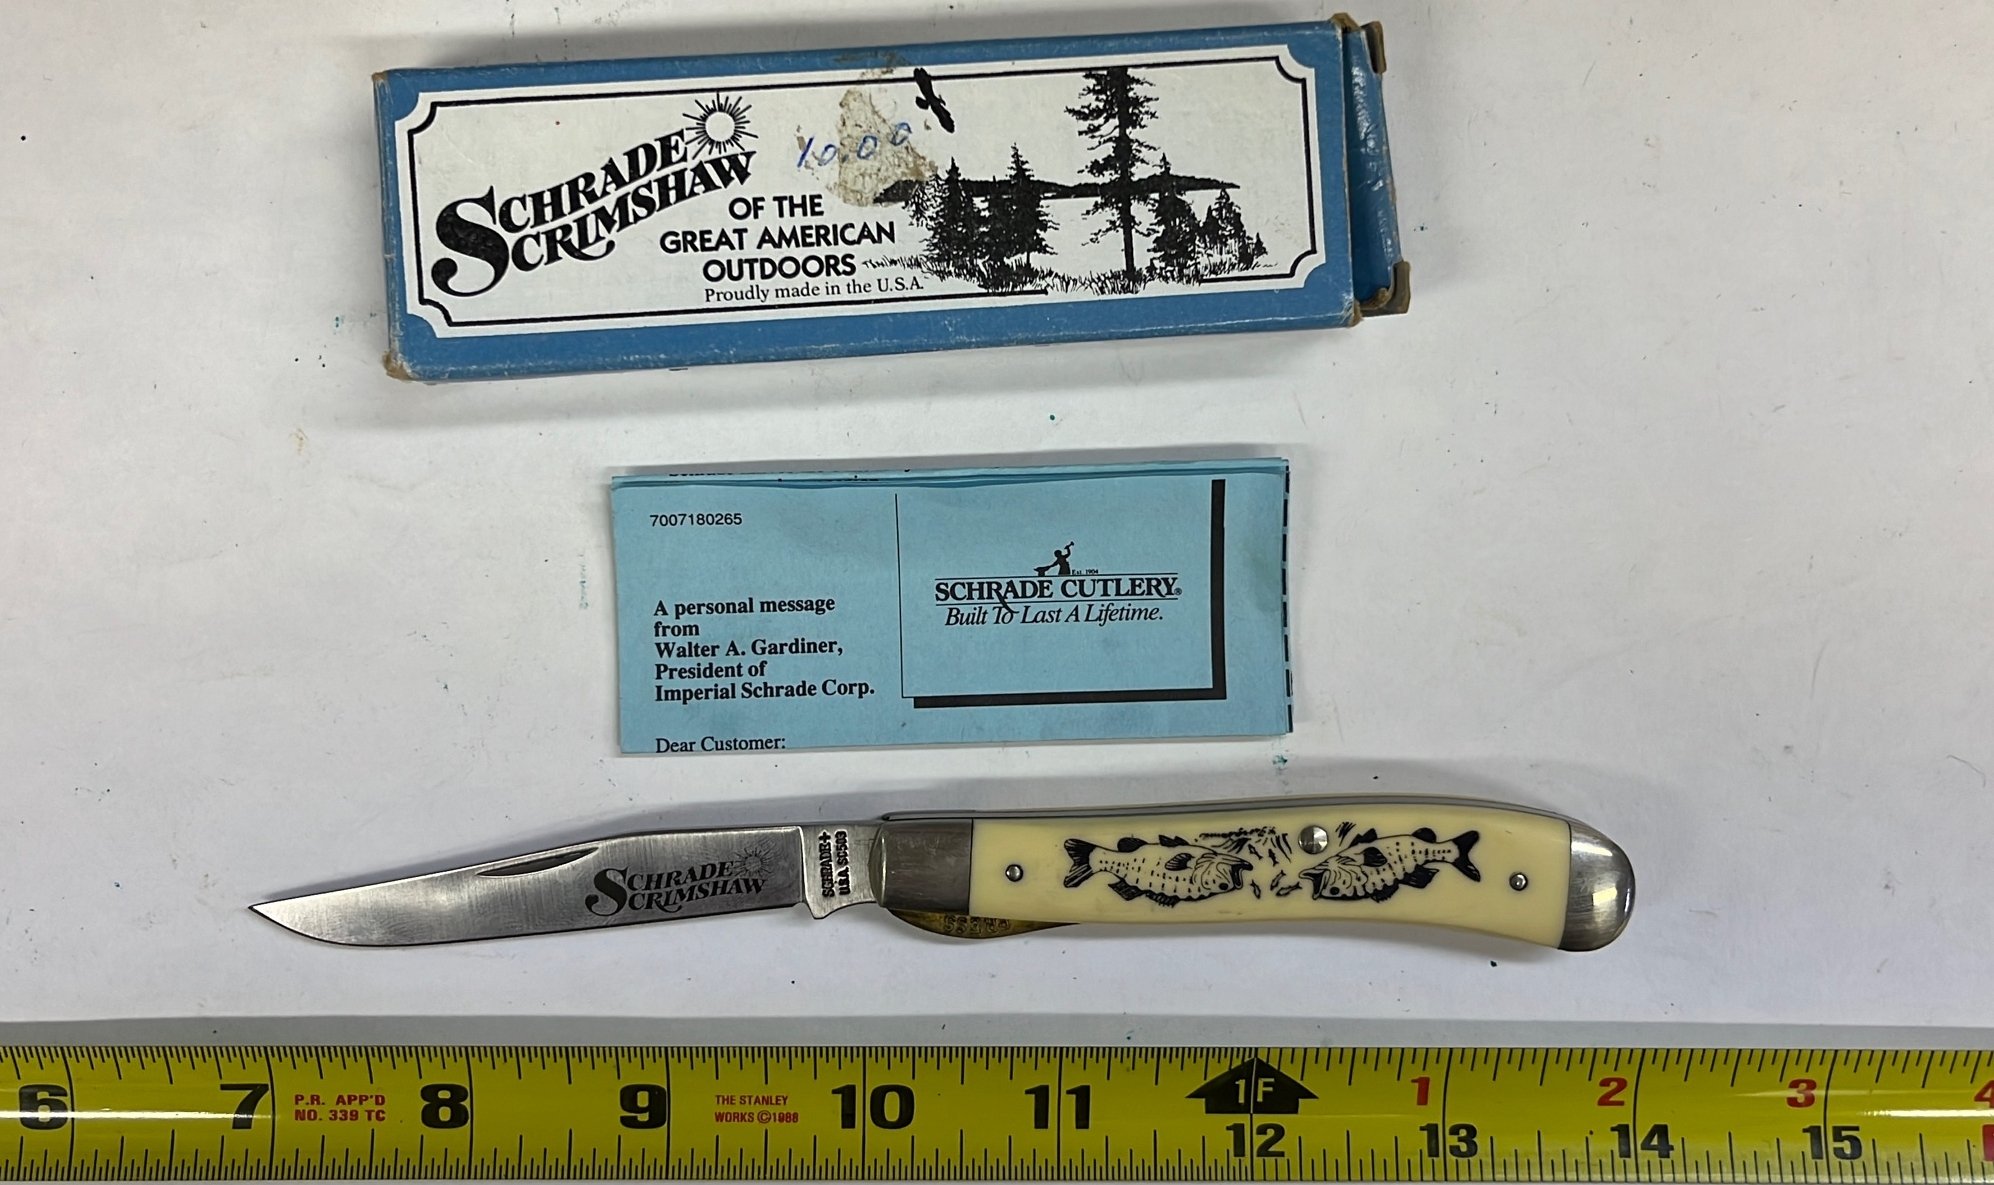 SCHRADE
SCRIMSHAW
10.00
OF THE
GREAT AMERICAN
OUTDOORS
Proudly made in the U.S.A.
7007180265
A personal message
from
Walter A. Gardiner,
President of
Imperial Schrade Corp.
Dear Customer:
Est. 1904
SCHRADE CUTLERY®
Built To Last A Lifetime.
SCHRADE
SCRIMSHAW
SCHRADE+
U.S.A. SC503
PRESS
6 7 8 9 10 11 1F 1 2 3 4
12 13 14 15
P.R. APP'D
NO. 339 TC
THE STANLEY
WORKS ©1988